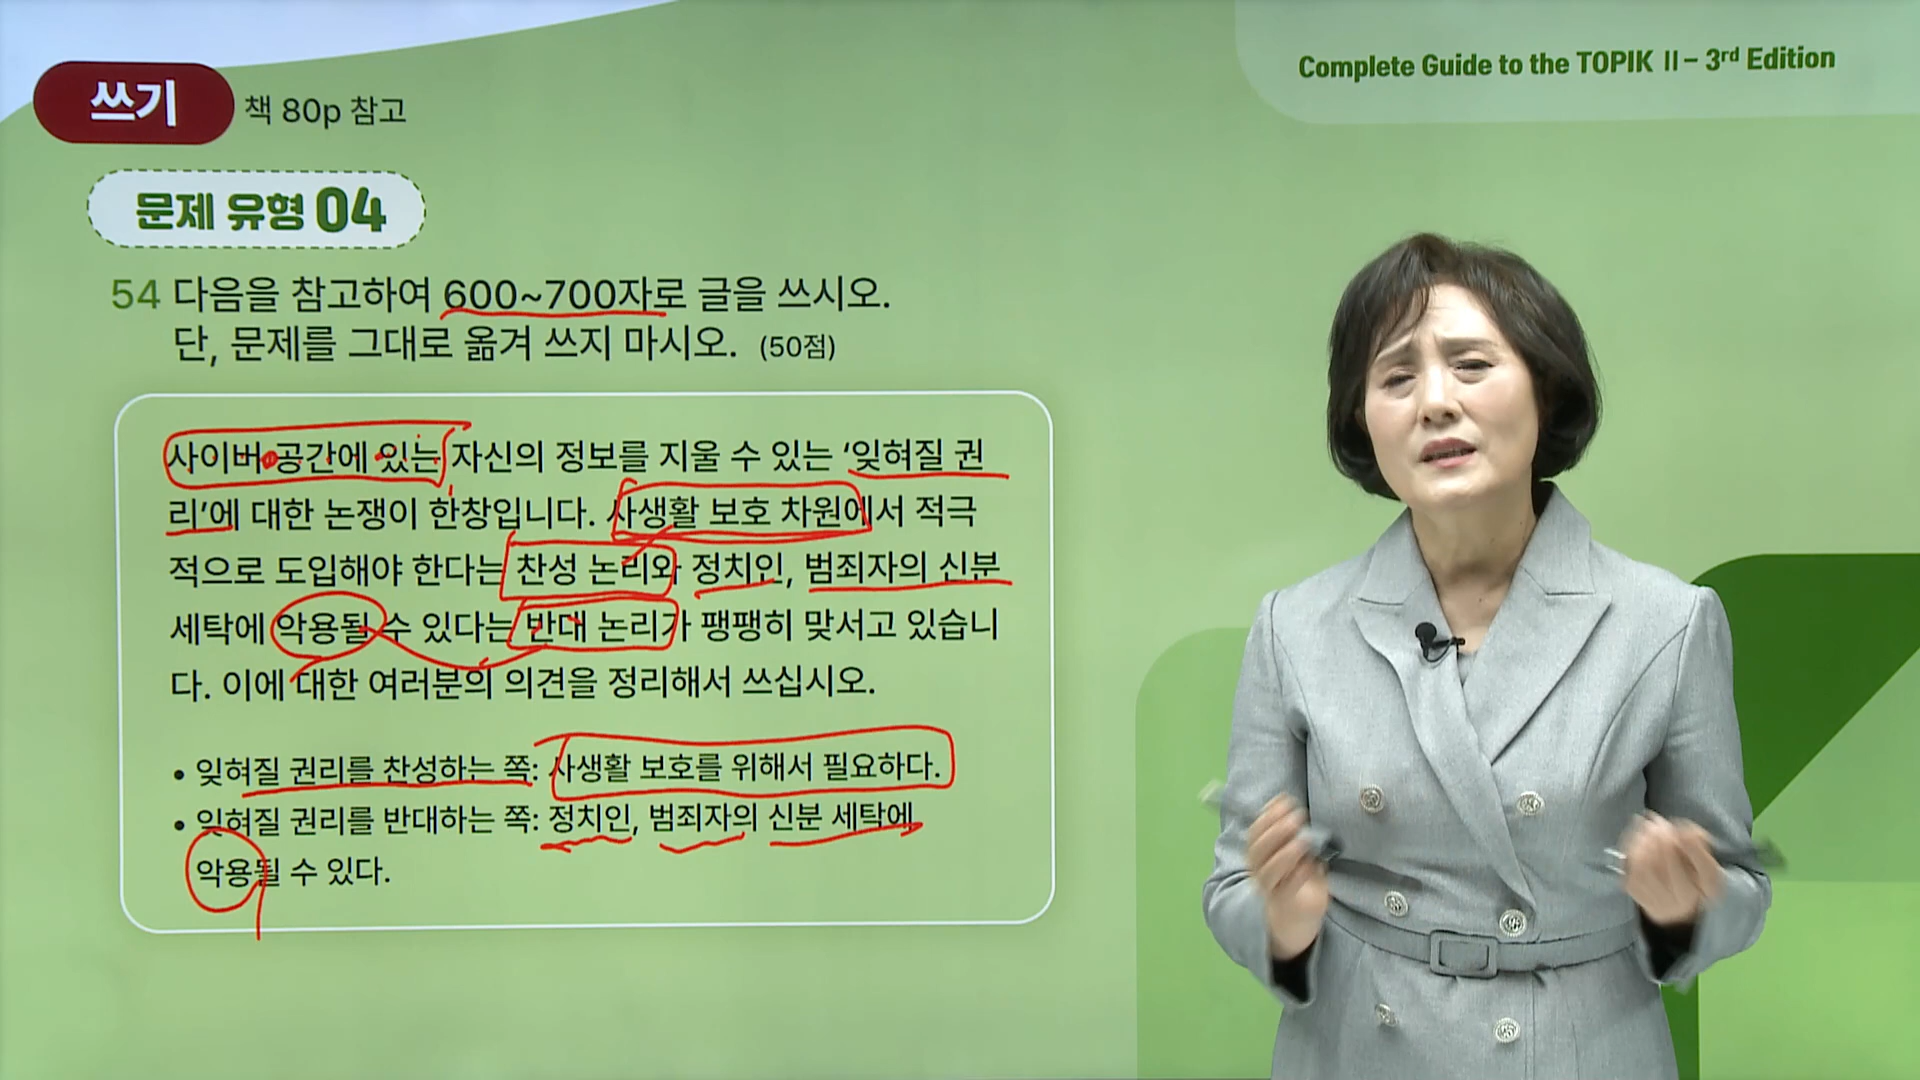 Complete Guide to the TOPIK II – 3rd Edition
쓰기 책 80p 참고
문제 유형 04
54 다음을 참고하여 600~700자로 글을 쓰시오.
단, 문제를 그대로 옮겨 쓰지 마시오. (50점)
사이버 공간에 있는 자신의 정보를 지울 수 있는 ‘잊혀질 권
리’에 대한 논쟁이 한창입니다. 사생활 보호 차원에서 적극
적으로 도입해야 한다는 찬성 논리와 정치인, 범죄자의 신분
세탁에 악용될 수 있다는 반대 논리가 팽팽히 맞서고 있습니
다. 이에 대한 여러분의 의견을 정리해서 쓰십시오.
• 잊혀질 권리를 찬성하는 쪽: 사생활 보호를 위해서 필요하다.
• 잊혀질 권리를 반대하는 쪽: 정치인, 범죄자의 신분 세탁에
악용될 수 있다.